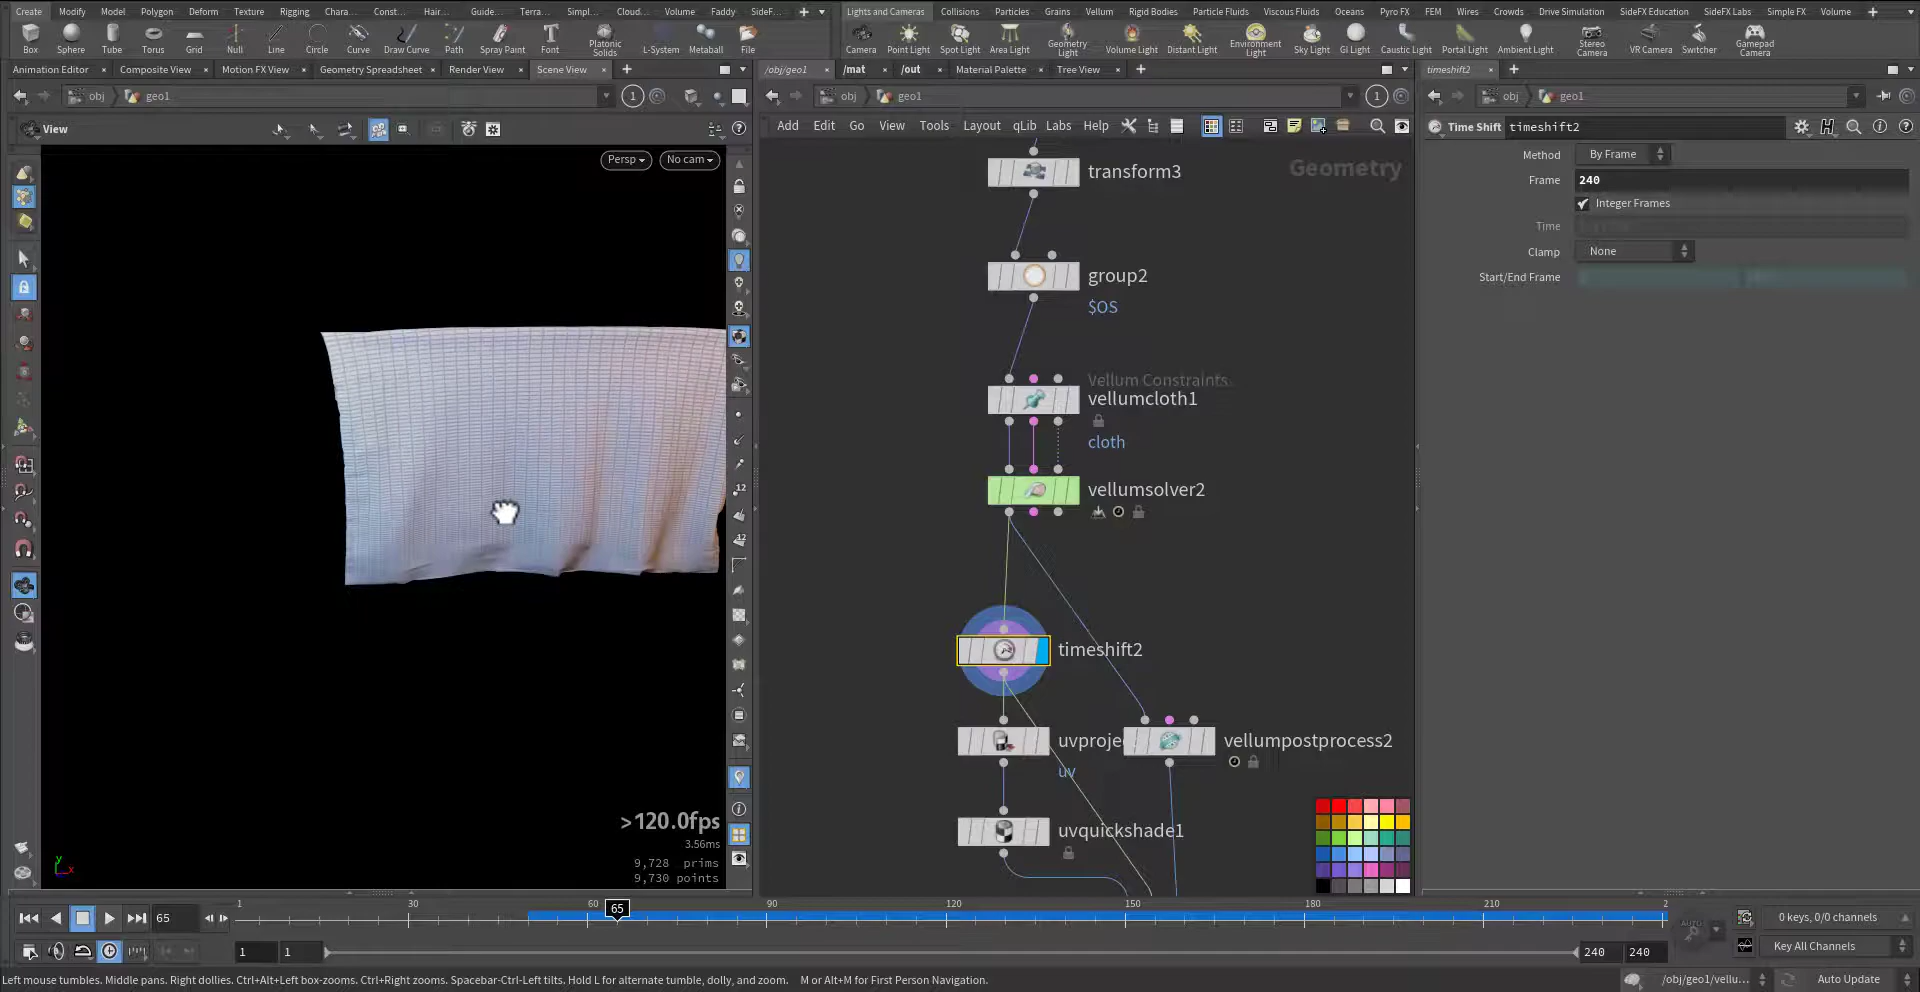 Create Modify Model Polygon Deform Texture Rigging Chara... Const... Hair... Guide... Terra... Simpl... Cloud... Volume Faddy SideF...
Lights and Cameras Collisions Particles Grains Vellum Rigid Bodies Particle Fluids Viscous Fluids Oceans Pyro FX FEM Wires Crowds Drive Simulation SideFX Education SideFX Labs Simple FX Volume
Box Sphere Tube Torus Grid Null Line Circle Curve Draw Curve Path Spray Paint Font Platonic Solids L-System Metaball File
Camera Point Light Spot Light Area Light Geometry Light Volume Light Distant Light Environment Light Sky Light GI Light Caustic Light Portal Light Ambient Light Stereo Camera VR Camera Switcher Gamepad Camera
Animation Editor Composite View Motion FX View Geometry Spreadsheet Render View Scene View
/obj/geo1 /mat /out Material Palette Tree View
timeshift2
obj geo1
1
obj geo1
1
obj geo1
View
Add Edit Go View Tools Layout qLib Labs Help
Time Shift timeshift2
Persp
No cam
Geometry
Method By Frame
Frame 240
Integer Frames
Time
Clamp None
Start/End Frame
transform3
group2
$OS
Vellum Constraints
vellumcloth1
cloth
vellumsolver2
timeshift2
uvproje
uv
vellumpostprocess2
uvquickshade1
12
12
>120.0fps
3.56ms
9,728 prims
9,730 points
y
x
65
1 30 60 65 90 120 150 180 210 2
AUTO
0 keys, 0/0 channels
1 1 240 240
Key All Channels
Left mouse tumbles. Middle pans. Right dollies. Ctrl+Alt+Left box-zooms. Ctrl+Right zooms. Spacebar-Ctrl-Left tilts. Hold L for alternate tumble, dolly, and zoom. M or Alt+M for First Person Navigation.
/obj/geo1/vellu...
Auto Update